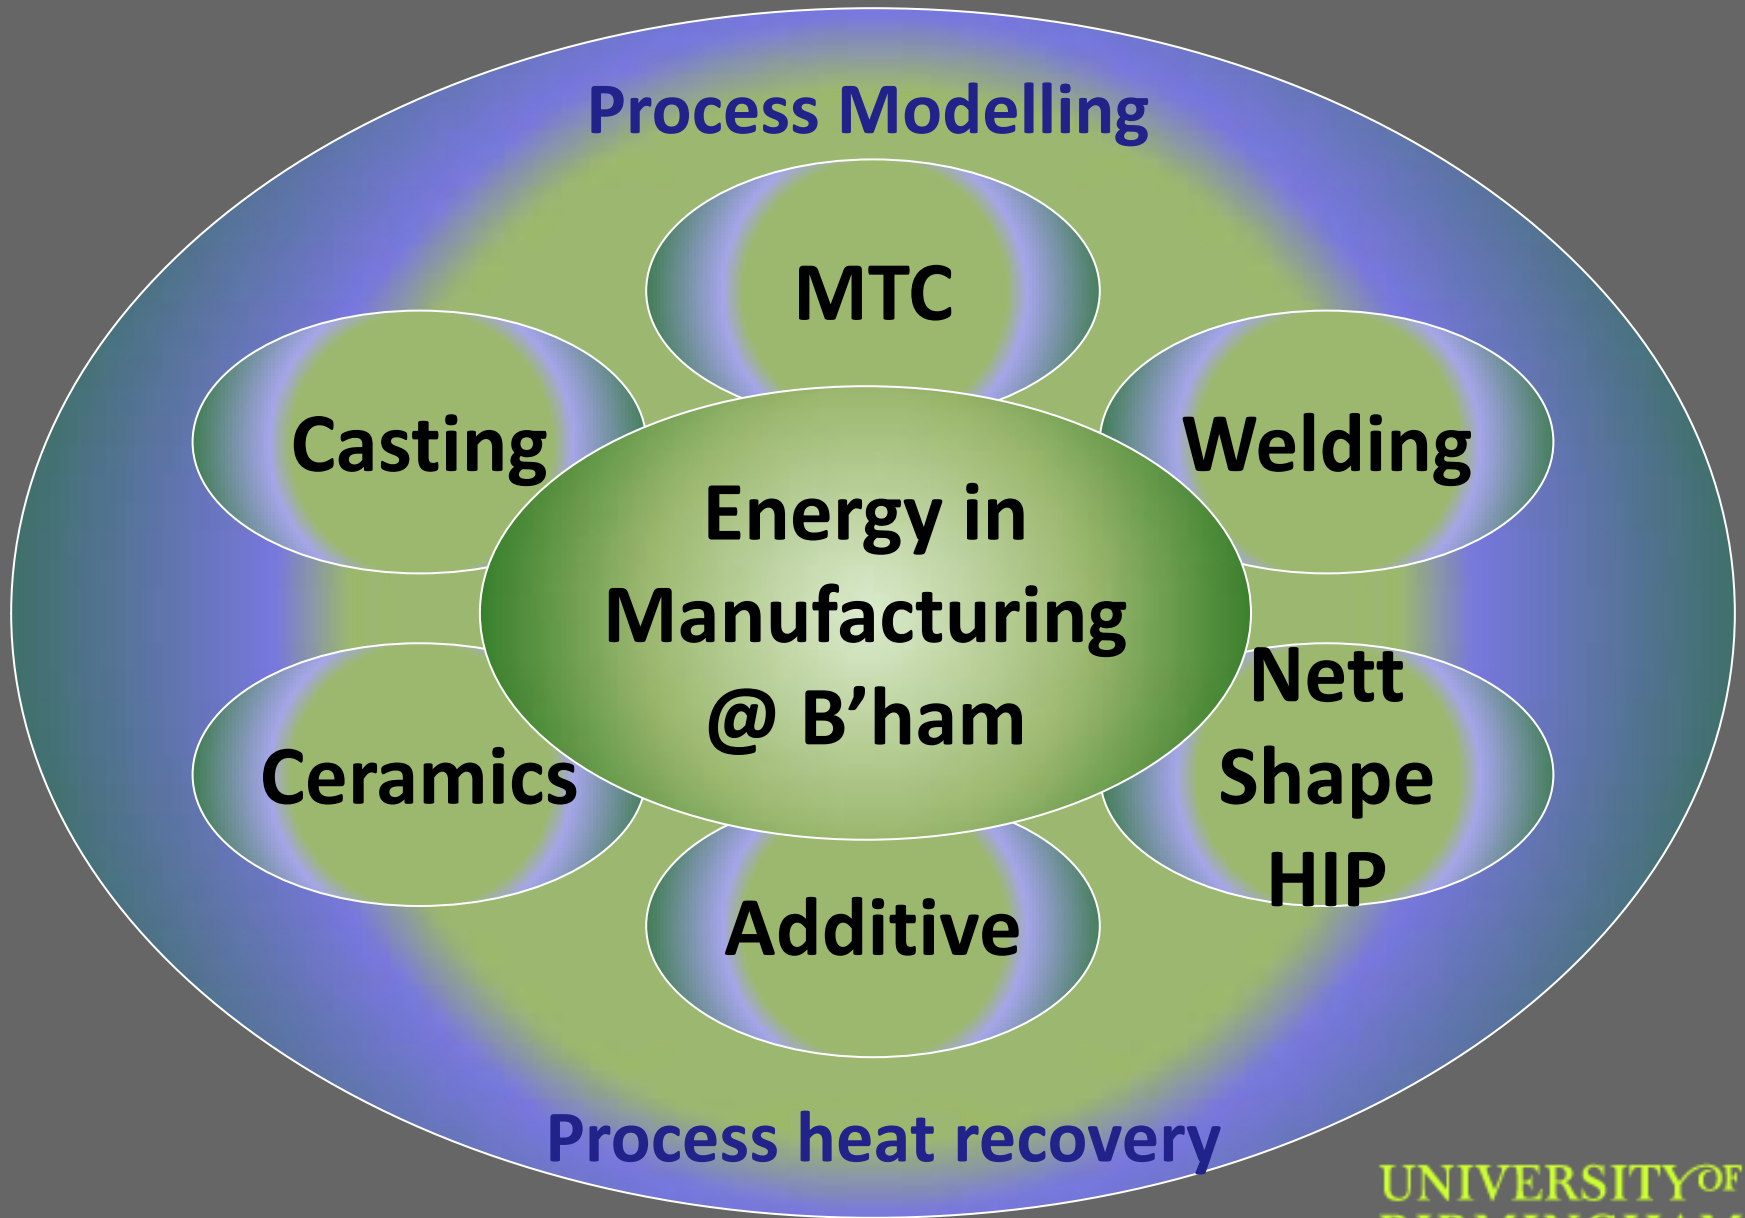 Process Modelling
MTC
Casting
Welding
Energy in
Manufacturing
@ B’ham
Nett
Shape
HIP
Ceramics
Additive
Process heat recovery
UNIVERSITY OF
BIRMINGHAM